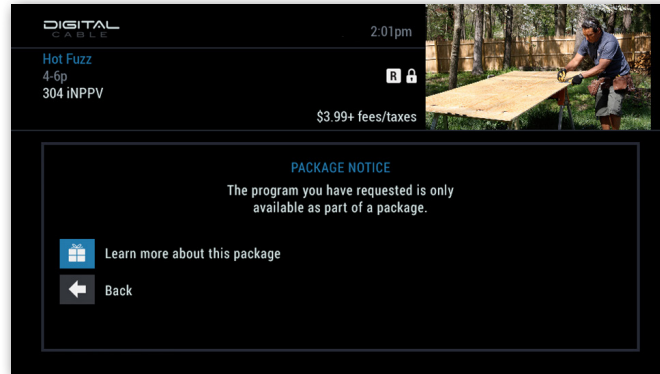 DIGITAL
CABLE
2:01pm
Hot Fuzz
4-6p
R
304 iNPPV
$3.99+ fees/taxes
PACKAGE NOTICE
The program you have requested is only
available as part of a package.
Learn more about this package
Back